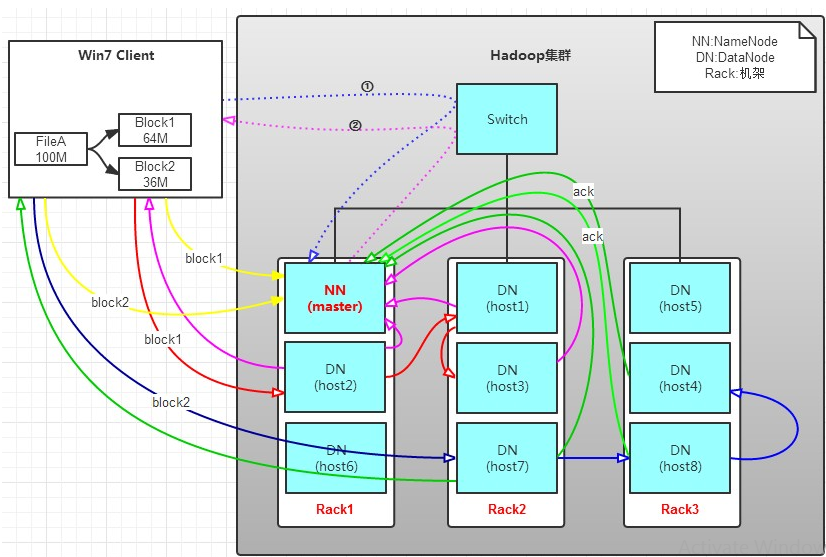 NN:NameNode
DN:DataNode
Rack:机架
Win7 Client
Hadoop集群
①
②
Switch
FileA
100M
Block1
64M
Block2
36M
ack
ack
block1
block2
block1
block2
NN
(master)
DN
(host1)
DN
(host5)
DN
(host2)
DN
(host3)
DN
(host4)
DN
(host6)
DN
(host7)
DN
(host8)
Rack1
Rack2
Rack3
Activate Window